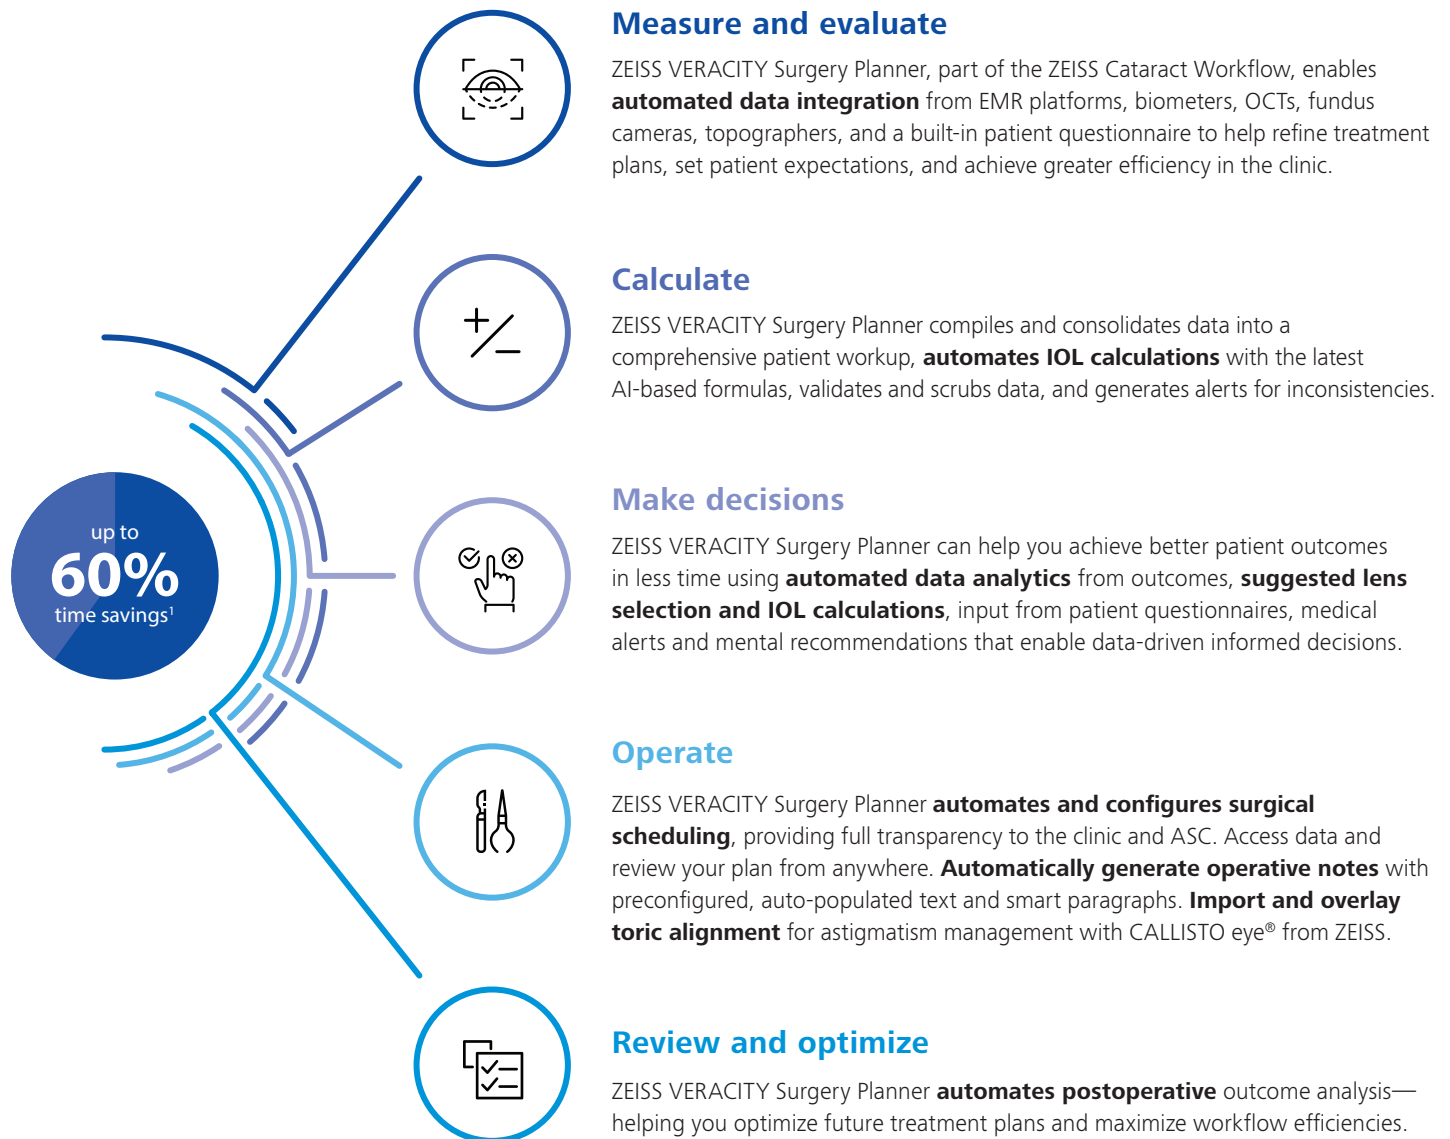 Measure and evaluate
ZEISS VERACITY Surgery Planner, part of the ZEISS Cataract Workflow, enables
automated data integration from EMR platforms, biometers, OCTs, fundus
cameras, topographers, and a built-in patient questionnaire to help refine treatment
plans, set patient expectations, and achieve greater efficiency in the clinic.
Calculate
ZEISS VERACITY Surgery Planner compiles and consolidates data into a
comprehensive patient workup, automates IOL calculations with the latest
AI-based formulas, validates and scrubs data, and generates alerts for inconsistencies.
up to
60%
time savings¹
Make decisions
ZEISS VERACITY Surgery Planner can help you achieve better patient outcomes
in less time using automated data analytics from outcomes, suggested lens
selection and IOL calculations, input from patient questionnaires, medical
alerts and mental recommendations that enable data-driven informed decisions.
Operate
ZEISS VERACITY Surgery Planner automates and configures surgical
scheduling, providing full transparency to the clinic and ASC. Access data and
review your plan from anywhere. Automatically generate operative notes with
preconfigured, auto-populated text and smart paragraphs. Import and overlay
toric alignment for astigmatism management with CALLISTO eye® from ZEISS.
Review and optimize
ZEISS VERACITY Surgery Planner automates postoperative outcome analysis—
helping you optimize future treatment plans and maximize workflow efficiencies.